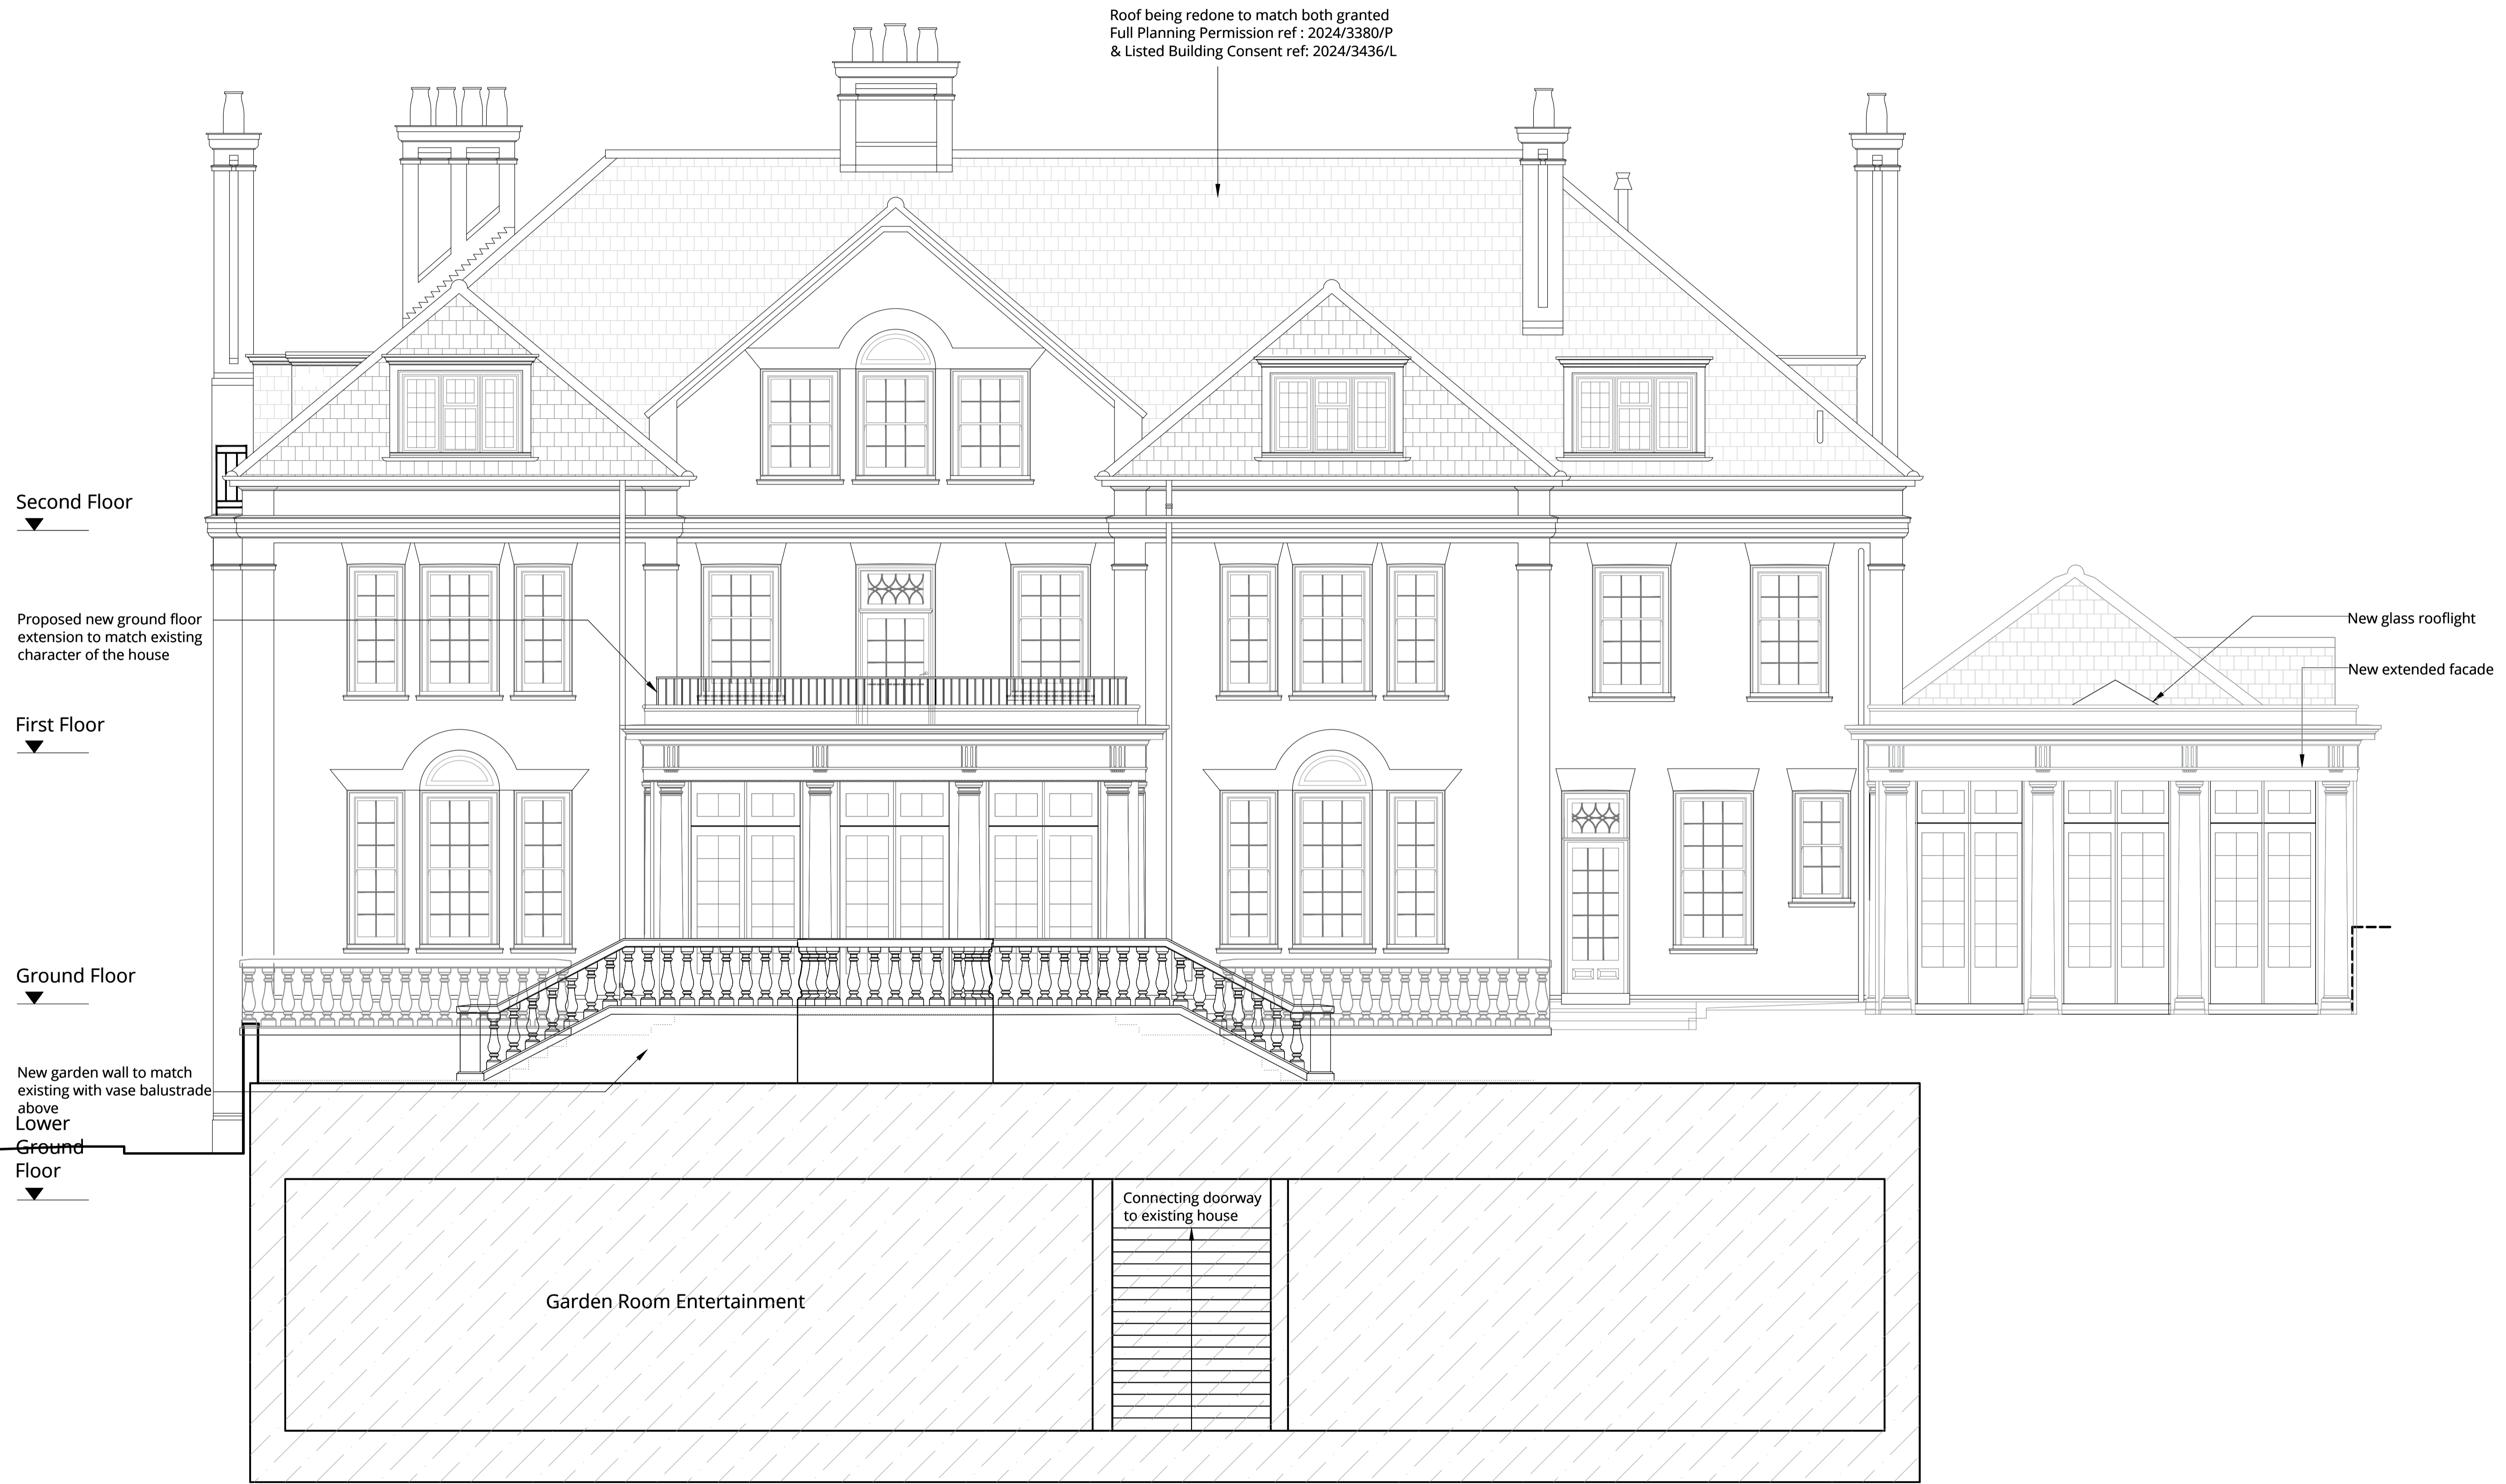 Roof being redone to match both granted
Full Planning Permission ref : 2024/3380/P
& Listed Building Consent ref: 2024/3436/L
Second Floor
Proposed new ground floor
extension to match existing
character of the house
New glass rooflight
New extended facade
First Floor
Ground Floor
New garden wall to match
existing with vase balustrade
above
Lower
Ground
Floor
Connecting doorway
to existing house
Garden Room Entertainment